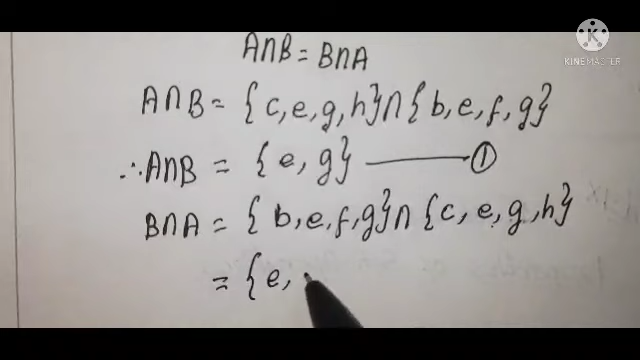 A∩B = B∩A
A∩B = {c, e, g, h}∩{b, e, f, g}
∴A∩B = {e, g} ——— ①
B∩A = {b, e, f, g}∩{c, e, g, h}
= {e,
K
KINEMASTER